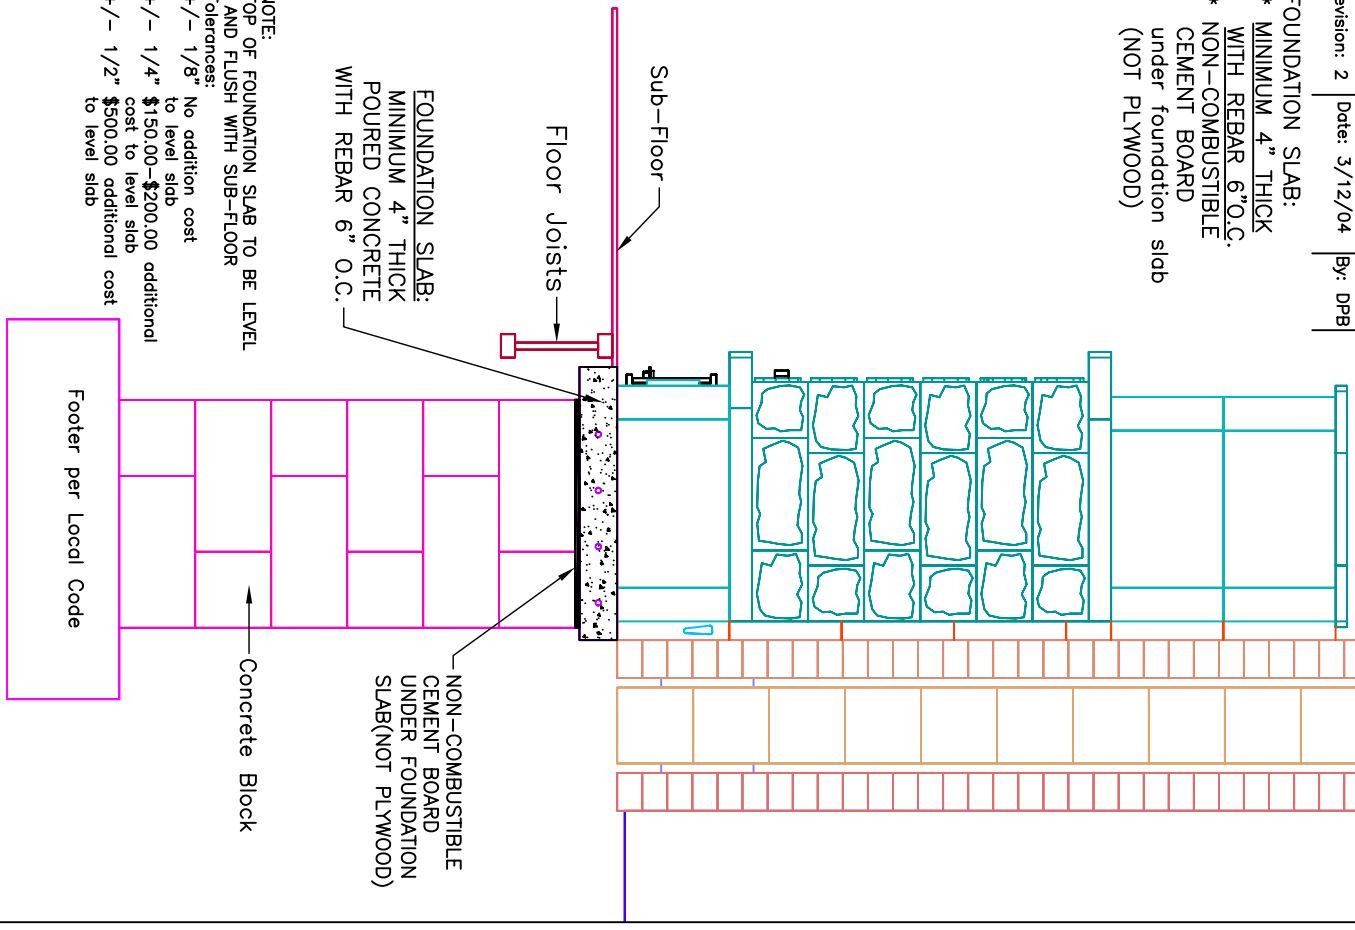 evision: 2
Date: 3/12/04
By: DPB
FOUNDATION SLAB:
* MINIMUM 4" THICK
WITH REBAR 6"O.C.
* NON-COMBUSTIBLE
CEMENT BOARD
under foundation slab
(NOT PLYWOOD)
Sub-Floor
Floor Joists
FOUNDATION SLAB:
MINIMUM 4" THICK
POURED CONCRETE
WITH REBAR 6" O.C.
NOTE:
TOP OF FOUNDATION SLAB TO BE LEVEL
AND FLUSH WITH SUB-FLOOR
Tolerances:
+/- 1/8" No addition cost
to level slab
+/- 1/4" $150.00-$200.00 additional
cost to level slab
+/- 1/2" $500.00 additional cost
to level slab
NON-COMBUSTIBLE
CEMENT BOARD
UNDER FOUNDATION
SLAB(NOT PLYWOOD)
Concrete Block
Footer per Local Code